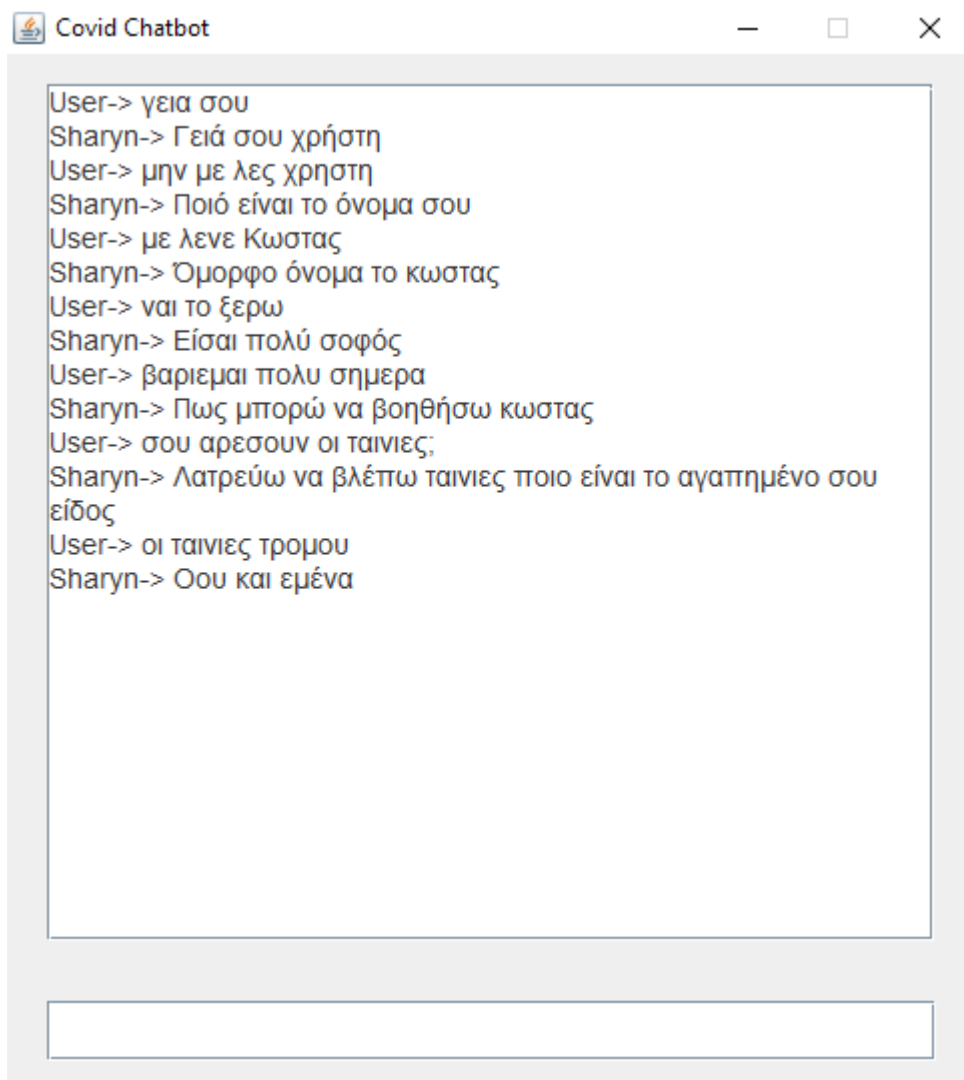 Covid Chatbot
User-> γεια σου
Sharyn-> Γειά σου χρήστη
User-> μην με λες χρηστη
Sharyn-> Ποιό είναι το όνομα σου
User-> με λενε Κωστας
Sharyn-> Όμορφο όνομα το κωστας
User-> ναι το ξερω
Sharyn-> Είσαι πολύ σοφός
User-> βαριεμαι πολυ σημερα
Sharyn-> Πως μπορώ να βοηθήσω κωστας
User-> σου αρεσουν οι ταινιες;
Sharyn-> Λατρεύω να βλέπω ταινιες ποιο είναι το αγαπημένο σου
είδος
User-> οι ταινιες τρομου
Sharyn-> Οου και εμένα